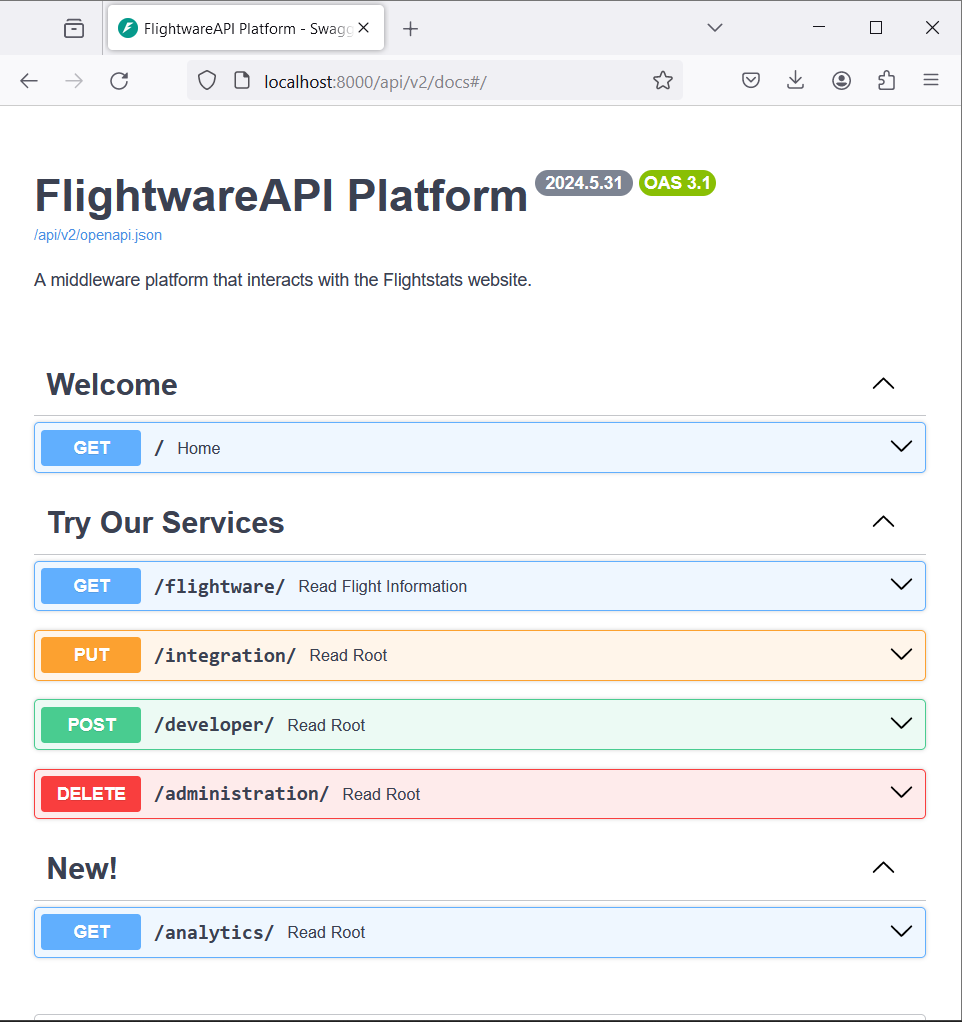 FlightwareAPI Platform - Swagg
localhost:8000/api/v2/docs#/
FlightwareAPI Platform 2024.5.31 OAS 3.1
/api/v2/openapi.json
A middleware platform that interacts with the Flightstats website.
Welcome
GET / Home
Try Our Services
GET /flightware/ Read Flight Information
PUT /integration/ Read Root
POST /developer/ Read Root
DELETE /administration/ Read Root
New!
GET /analytics/ Read Root